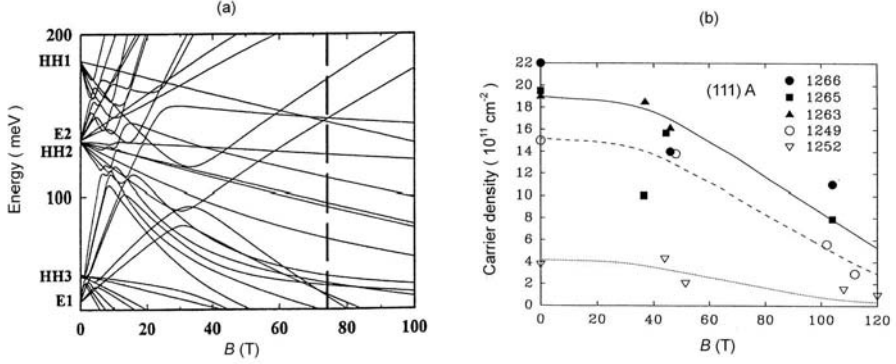 (a)
200
HH1
E2
HH2
100
HH3
E1
0
20
40
60
80
100
Energy ( meV)
B (T)
(b)
22
20
18
16
14
12
10
8
6
4
2
0
0
20
40
60
80
100
120
Carrier density ( 10¹¹ cm⁻²)
B (T)
(111) A
1266
1265
1263
1249
1252